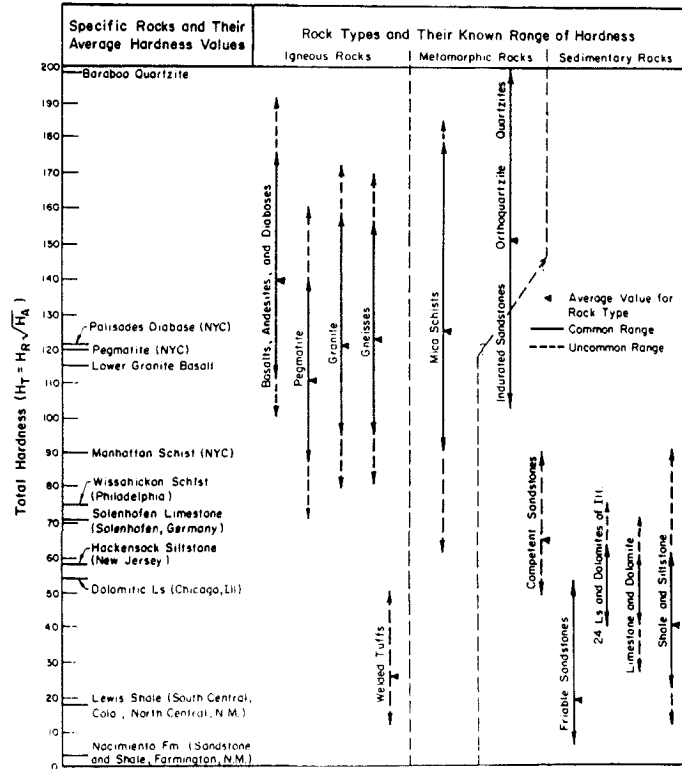 Specific Rocks and Their
Average Hardness Values
Rock Types and Their Known Range of Hardness
Igneous Rocks
Metamorphic Rocks
Sedimentary Rocks
Total Hardness (H_T = H_R √H_A)
200
190
180
170
160
150
140
130
120
110
100
90
80
70
60
50
40
30
20
10
0
Baraboo Quartzite
Palisades Diabase (NYC)
Pegmatite (NYC)
Lower Granite Basalt
Manhattan Schist (NYC)
Wissahickon Schist
(Philadelphia)
Solenhofen Limestone
(Solenhofen, Germany)
Hackensack Siltstone
(New Jersey)
Dolomitic Ls (Chicago, Ill)
Lewis Shale (South Central,
Colo, North Central, N.M.)
Nacimiento Fm (Sandstone
and Shale, Farmington, N.M.)
Basalts, Andesites, and Diabases
Pegmatite
Granite
Gneisses
Welded Tuffs
Mica Schists
Indurated Sandstones Orthoquartzite Quartzites
Competent Sandstones
Friable Sandstones
24 Ls and Dolomites of Ill
Limestone and Dolomite
Shale and Siltstone
Average Value for
Rock Type
Common Range
Uncommon Range